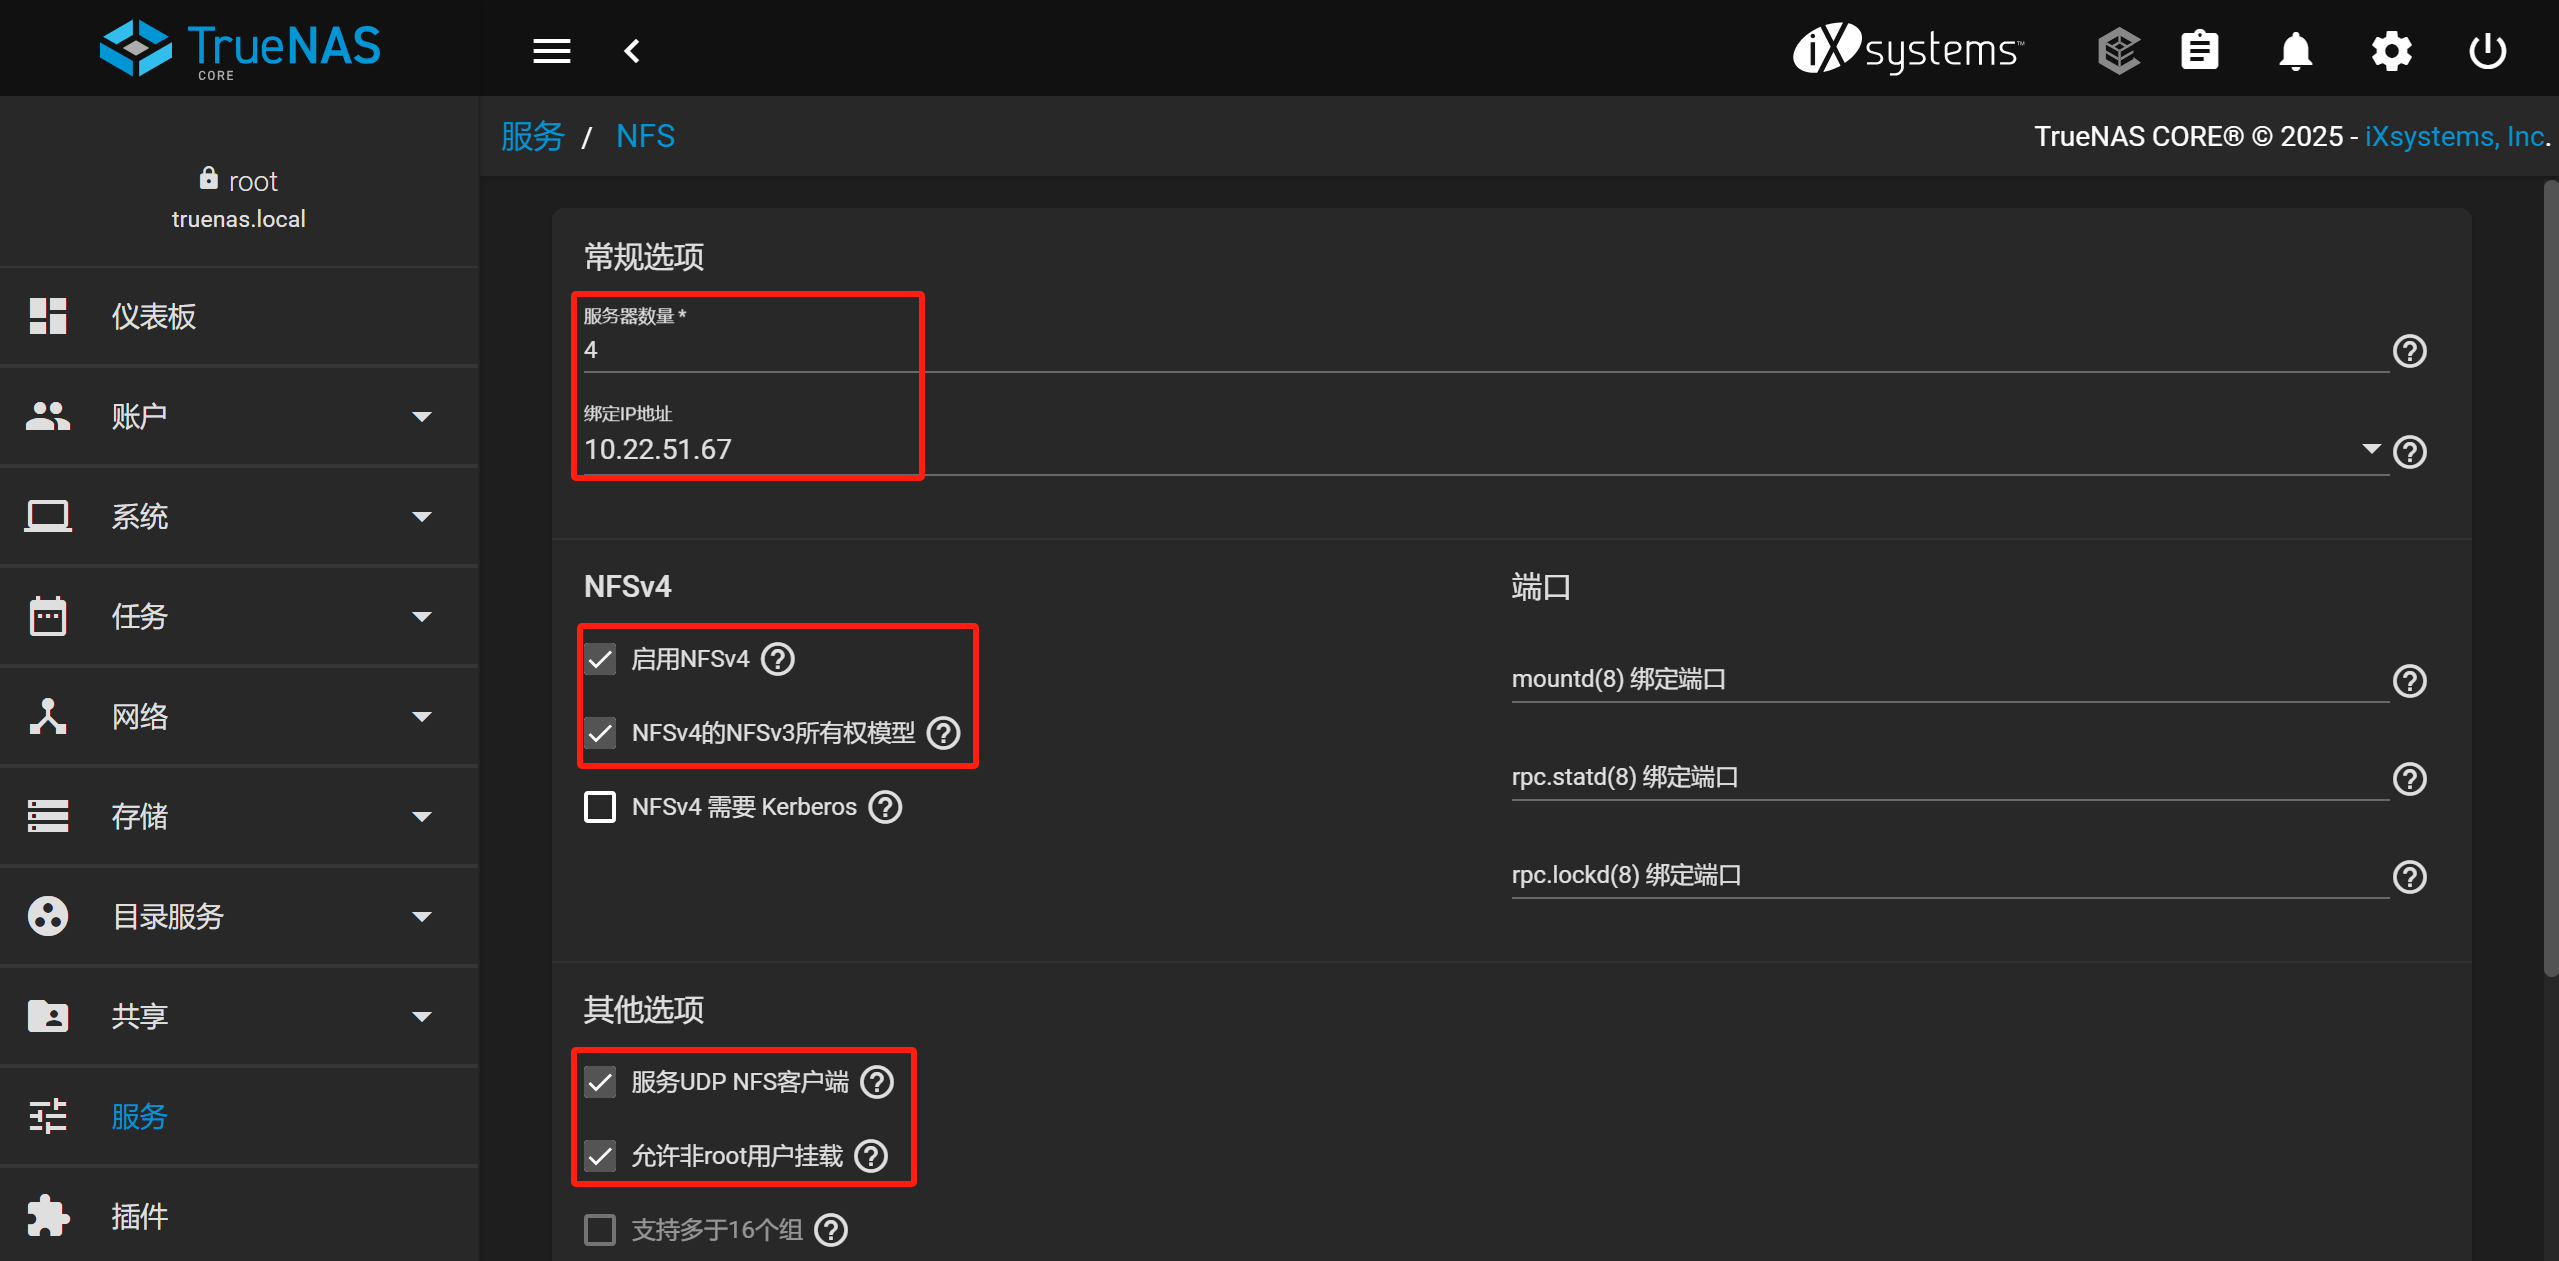 TrueNAS
CORE
iXsystems™
服务 / NFS
TrueNAS CORE® © 2025 - iXsystems, Inc.
root
truenas.local
仪表板
账户
系统
任务
网络
存储
目录服务
共享
服务
插件
常规选项
服务器数量 *
4
绑定IP地址
10.22.51.67
NFSv4
启用NFSv4
NFSv4的NFSv3所有权模型
NFSv4 需要 Kerberos
端口
mountd(8) 绑定端口
rpc.statd(8) 绑定端口
rpc.lockd(8) 绑定端口
其他选项
服务UDP NFS客户端
允许非root用户挂载
支持多于16个组